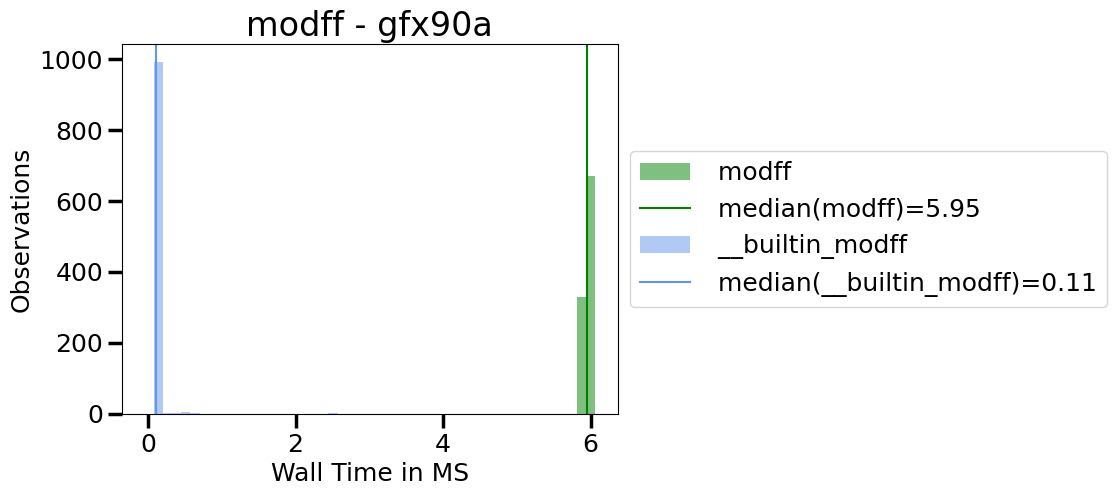 modff - gfx90a
Observations
1000
800
600
400
200
0
0 2 4 6
Wall Time in MS
modff
median(modff)=5.95
__builtin_modff
median(__builtin_modff)=0.11